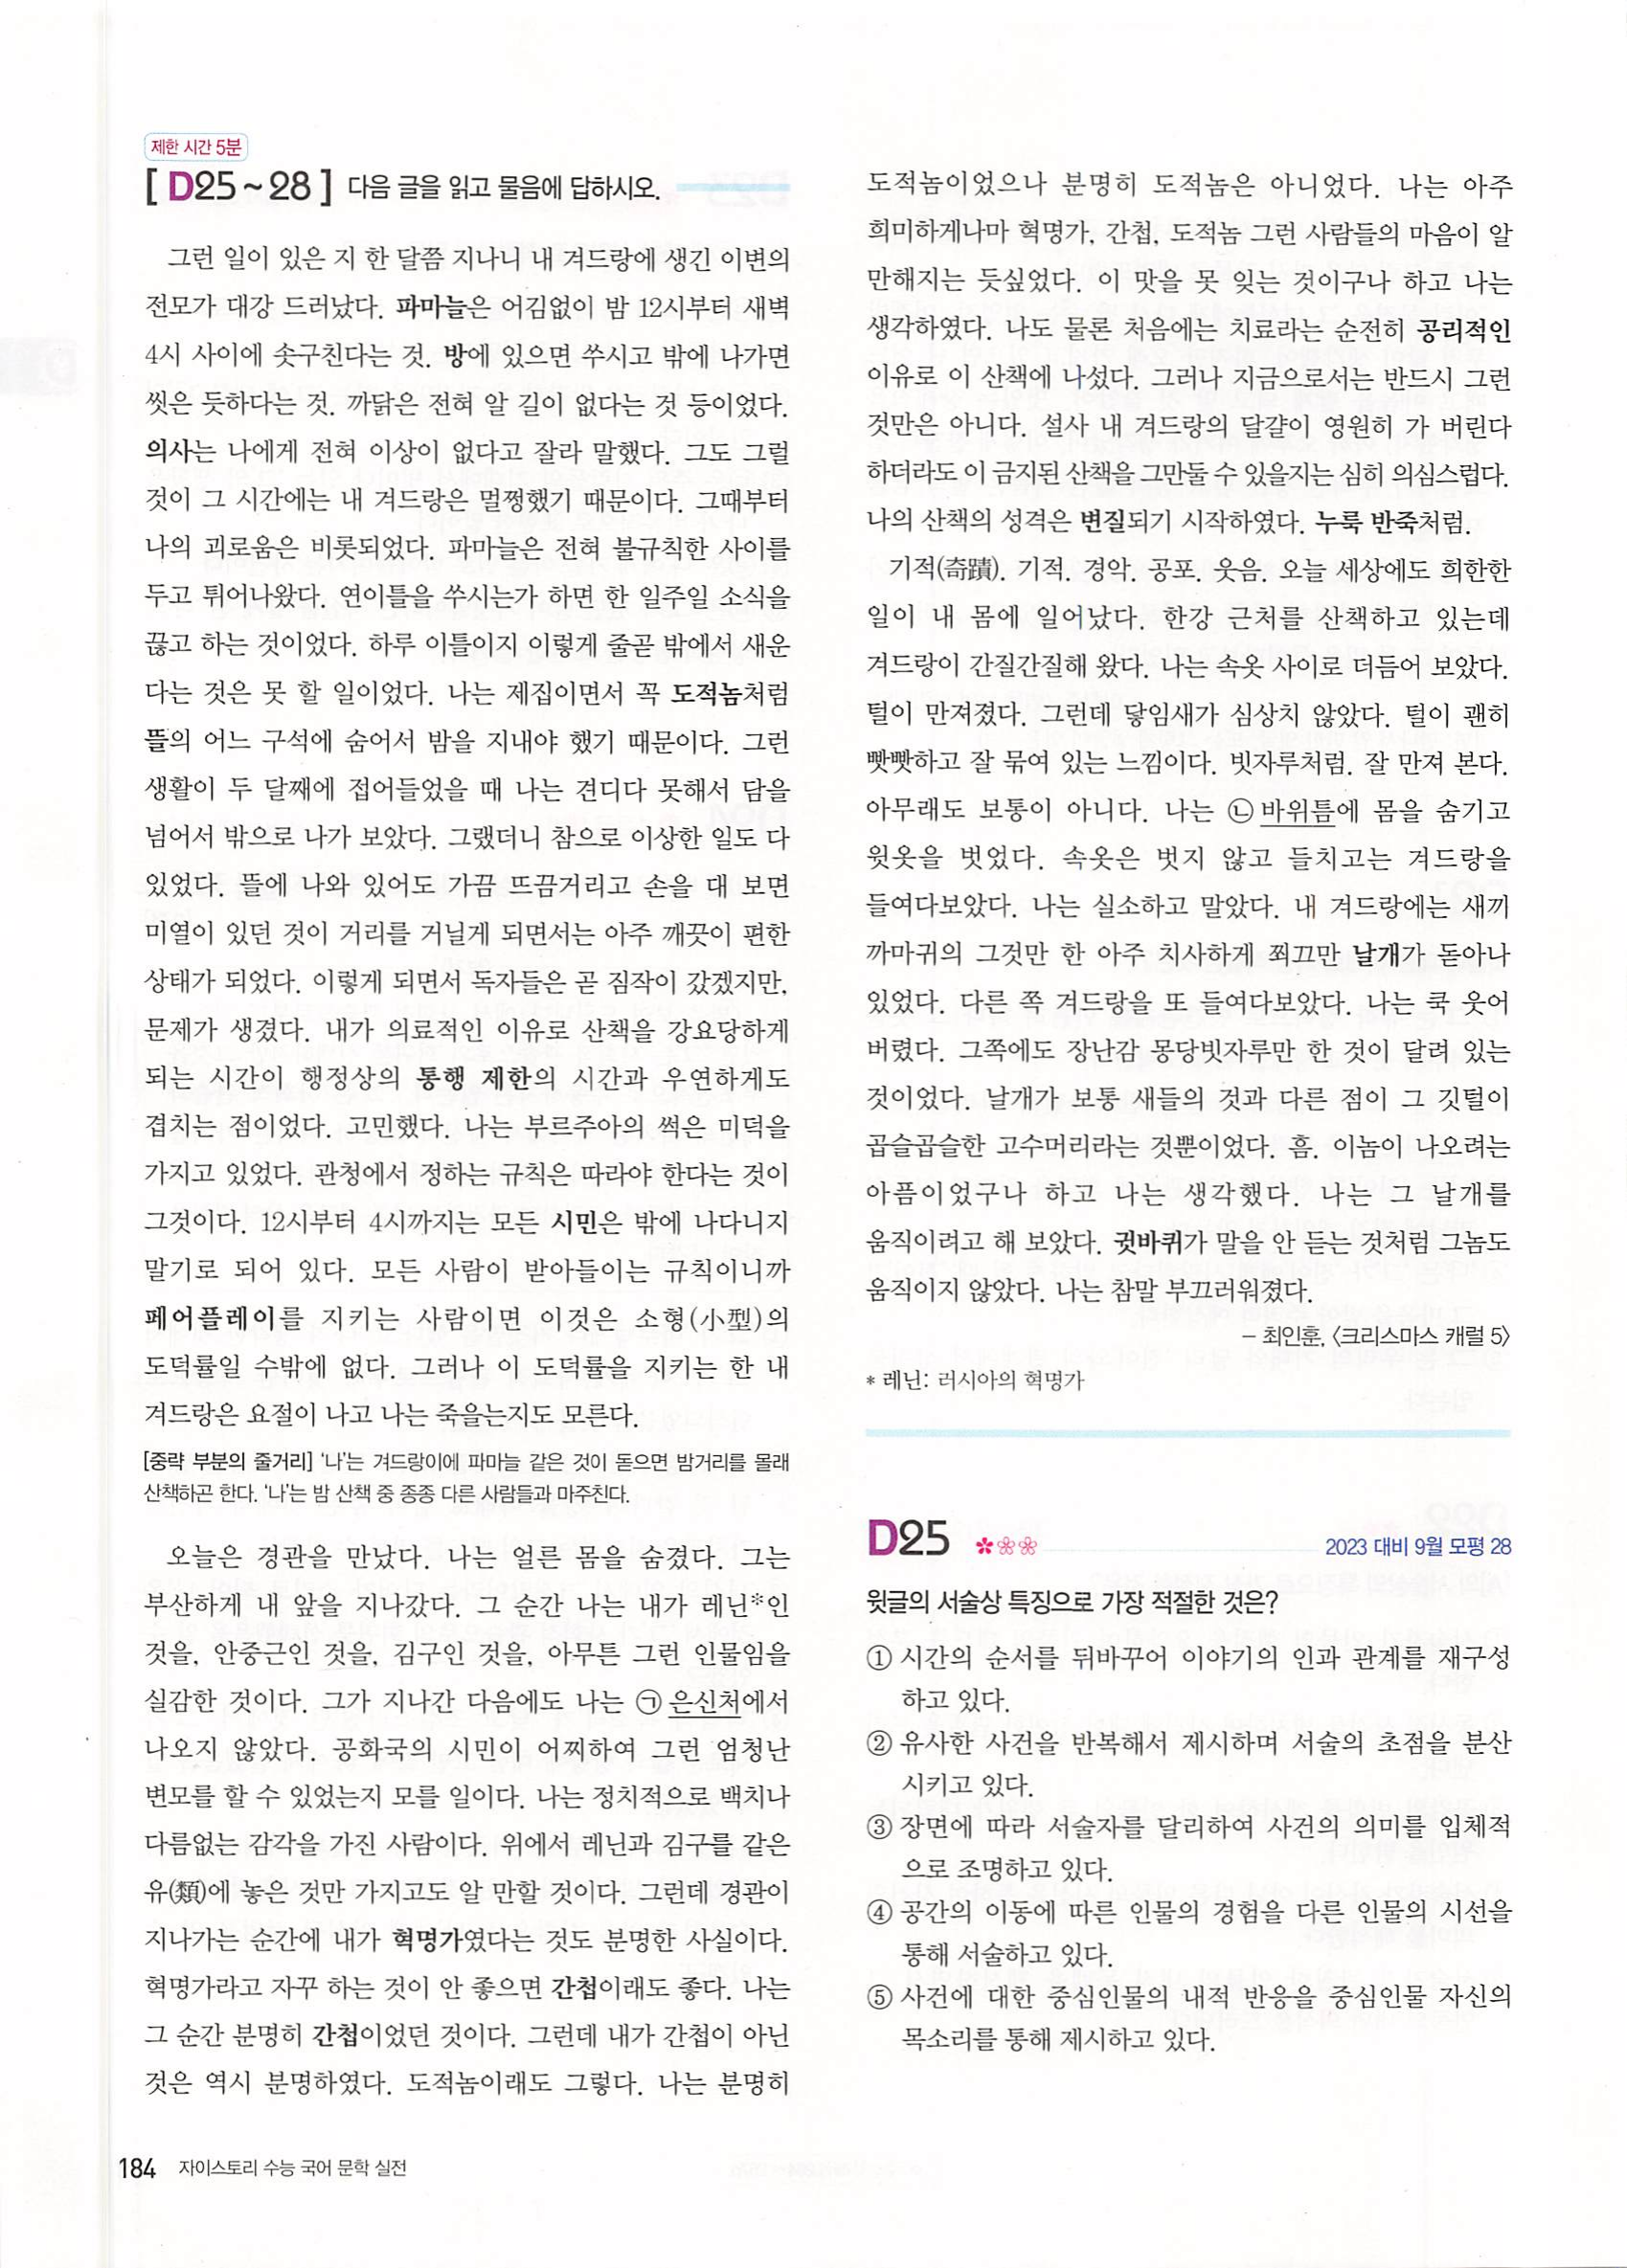 제한 시간 5분
[ D25 ~ 28 ] 다음 글을 읽고 물음에 답하시오.
그런 일이 있은 지 한 달쯤 지나니 내 겨드랑에 생긴 이변의
전모가 대강 드러났다. 파마늘은 어김없이 밤 12시부터 새벽
4시 사이에 솟구친다는 것. 방에 있으면 쑤시고 밖에 나가면
씻은 듯하다는 것. 까닭은 전혀 알 길이 없다는 것 등이었다.
의사는 나에게 전혀 이상이 없다고 잘라 말했다. 그도 그럴
것이 그 시간에는 내 겨드랑은 멀쩡했기 때문이다. 그때부터
나의 괴로움은 비롯되었다. 파마늘은 전혀 불규칙한 사이를
두고 튀어나왔다. 연이틀을 쑤시는가 하면 한 일주일 소식을
끊고 하는 것이었다. 하루 이틀이지 이렇게 줄곧 밖에서 새운
다는 것은 못 할 일이었다. 나는 제집이면서 꼭 도적놈처럼
뜰의 어느 구석에 숨어서 밤을 지내야 했기 때문이다. 그런
생활이 두 달째에 접어들었을 때 나는 견디다 못해서 담을
넘어서 밖으로 나가 보았다. 그랬더니 참으로 이상한 일도 다
있었다. 뜰에 나와 있어도 가끔 뜨끔거리고 손을 대 보면
미열이 있던 것이 거리를 거닐게 되면서는 아주 깨끗이 편한
상태가 되었다. 이렇게 되면서 독자들은 곧 짐작이 갔겠지만,
문제가 생겼다. 내가 의료적인 이유로 산책을 강요당하게
되는 시간이 행정상의 통행 제한의 시간과 우연하게도
겹치는 점이었다. 고민했다. 나는 부르주아의 썩은 미덕을
가지고 있었다. 관청에서 정하는 규칙은 따라야 한다는 것이
그것이다. 12시부터 4시까지는 모든 시민은 밖에 나다니지
말기로 되어 있다. 모든 사람이 받아들이는 규칙이니까
페어플레이를 지키는 사람이면 이것은 소형(小型)의
도덕률일 수밖에 없다. 그러나 이 도덕률을 지키는 한 내
겨드랑은 요절이 나고 나는 죽을는지도 모른다.
[중략 부분의 줄거리] ‘나’는 겨드랑이에 파마늘 같은 것이 돋으면 밤거리를 몰래
산책하곤 한다. ‘나’는 밤 산책 중 종종 다른 사람들과 마주친다.
오늘은 경관을 만났다. 나는 얼른 몸을 숨겼다. 그는
부산하게 내 앞을 지나갔다. 그 순간 나는 내가 레닌*인
것을, 안중근인 것을, 김구인 것을, 아무튼 그런 인물임을
실감한 것이다. 그가 지나간 다음에도 나는 ㉠ 은신처에서
나오지 않았다. 공화국의 시민이 어찌하여 그런 엄청난
변모를 할 수 있었는지 모를 일이다. 나는 정치적으로 백치나
다름없는 감각을 가진 사람이다. 위에서 레닌과 김구를 같은
유(類)에 놓은 것만 가지고도 알 만할 것이다. 그런데 경관이
지나가는 순간에 내가 혁명가였다는 것도 분명한 사실이다.
혁명가라고 자꾸 하는 것이 안 좋으면 간첩이래도 좋다. 나는
그 순간 분명히 간첩이었던 것이다. 그런데 내가 간첩이 아닌
것은 역시 분명하였다. 도적놈이래도 그렇다. 나는 분명히
도적놈이었으나 분명히 도적놈은 아니었다. 나는 아주
희미하게나마 혁명가, 간첩, 도적놈 그런 사람들의 마음이 알
만해지는 듯싶었다. 이 맛을 못 잊는 것이구나 하고 나는
생각하였다. 나도 물론 처음에는 치료라는 순전히 공리적인
이유로 이 산책에 나섰다. 그러나 지금으로서는 반드시 그런
것만은 아니다. 설사 내 겨드랑의 달걀이 영원히 가 버린다
하더라도 이 금지된 산책을 그만둘 수 있을지는 심히 의심스럽다.
나의 산책의 성격은 변질되기 시작하였다. 누룩 반죽처럼.
기적(奇蹟). 기적. 경악. 공포. 웃음. 오늘 세상에도 희한한
일이 내 몸에 일어났다. 한강 근처를 산책하고 있는데
겨드랑이 간질간질해 왔다. 나는 속옷 사이로 더듬어 보았다.
털이 만져졌다. 그런데 닿임새가 심상치 않았다. 털이 괜히
빳빳하고 잘 묶여 있는 느낌이다. 빗자루처럼. 잘 만져 본다.
아무래도 보통이 아니다. 나는 ㉡ 바위틈에 몸을 숨기고
윗옷을 벗었다. 속옷은 벗지 않고 들치고는 겨드랑을
들여다보았다. 나는 실소하고 말았다. 내 겨드랑에는 새끼
까마귀의 그것만 한 아주 치사하게 쬐끄만 날개가 돋아나
있었다. 다른 쪽 겨드랑을 또 들여다보았다. 나는 쿡 웃어
버렸다. 그쪽에도 장난감 몽당빗자루만 한 것이 달려 있는
것이었다. 날개가 보통 새들의 것과 다른 점이 그 깃털이
곱슬곱슬한 고수머리라는 것뿐이었다. 흠. 이놈이 나오려는
아픔이었구나 하고 나는 생각했다. 나는 그 날개를
움직이려고 해 보았다. 귓바퀴가 말을 안 듣는 것처럼 그놈도
움직이지 않았다. 나는 참말 부끄러워졌다.
– 최인훈, 〈크리스마스 캐럴 5〉
* 레닌: 러시아의 혁명가
D25 2023 대비 9월 모평 28
윗글의 서술상 특징으로 가장 적절한 것은?
① 시간의 순서를 뒤바꾸어 이야기의 인과 관계를 재구성
하고 있다.
② 유사한 사건을 반복해서 제시하며 서술의 초점을 분산
시키고 있다.
③ 장면에 따라 서술자를 달리하여 사건의 의미를 입체적
으로 조명하고 있다.
④ 공간의 이동에 따른 인물의 경험을 다른 인물의 시선을
통해 서술하고 있다.
⑤ 사건에 대한 중심인물의 내적 반응을 중심인물 자신의
목소리를 통해 제시하고 있다.
184 자이스토리 수능 국어 문학 실전